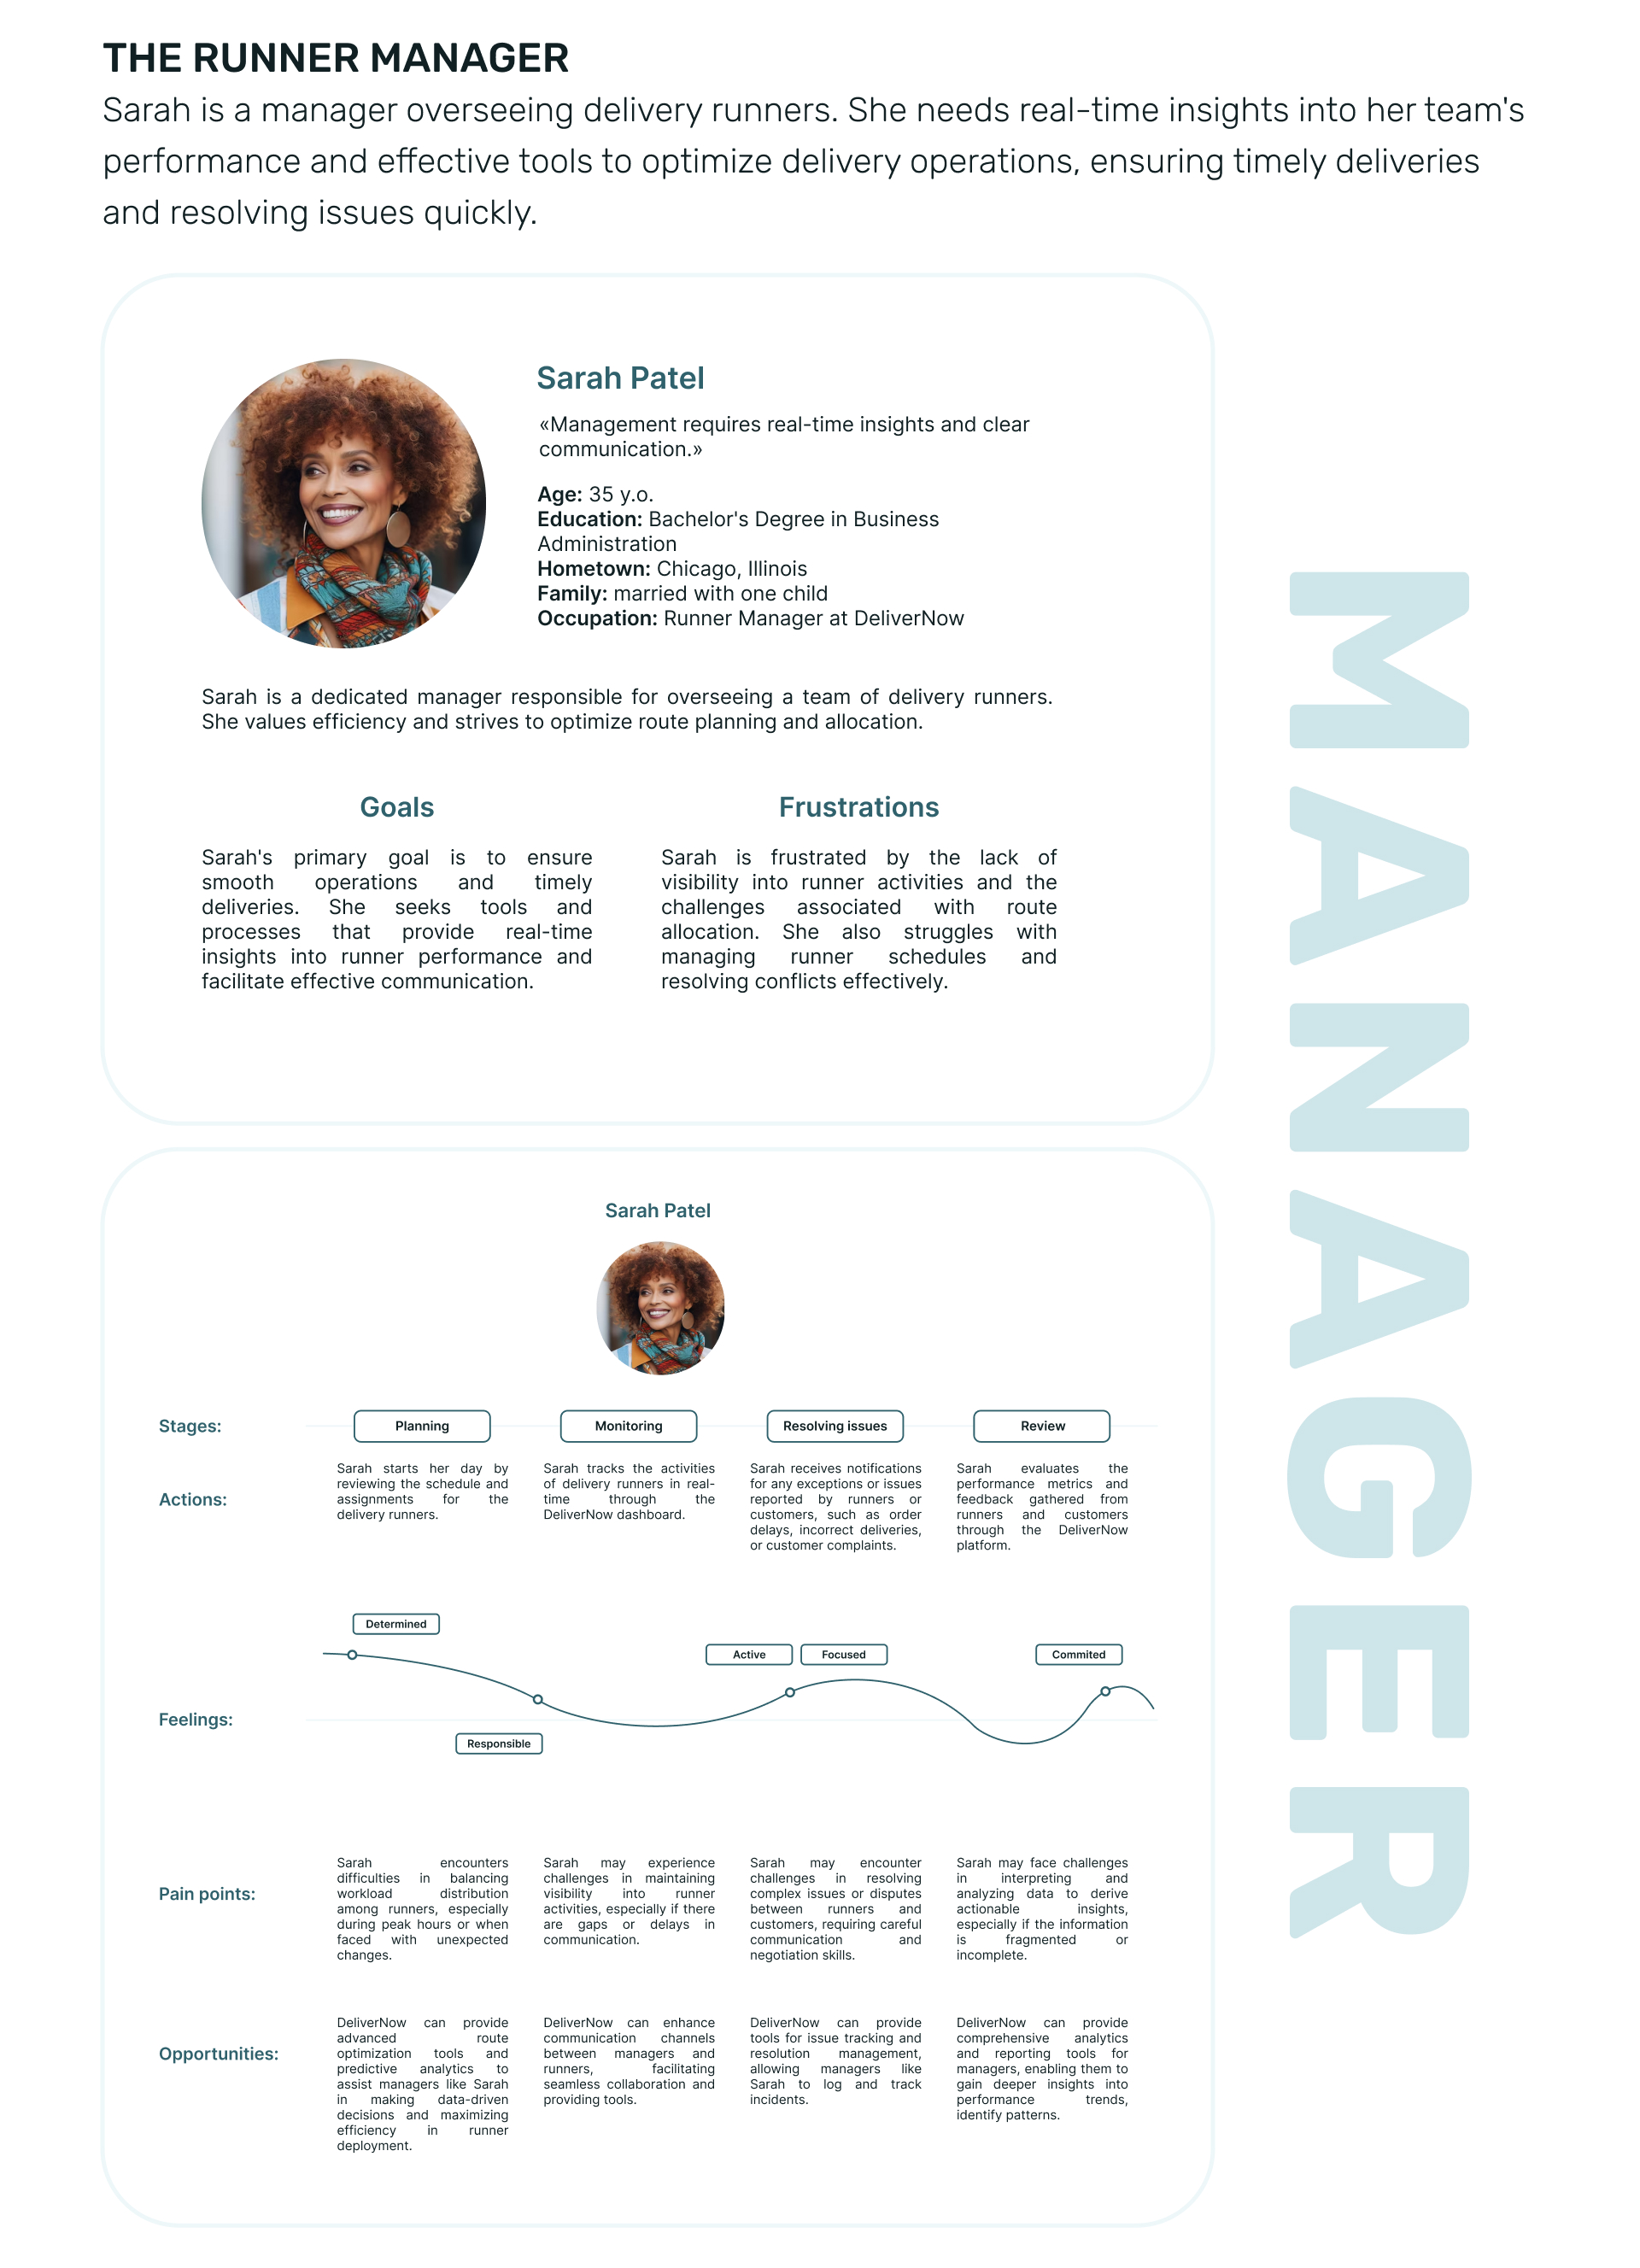 THE RUNNER MANAGER
Sarah is a manager overseeing delivery runners. She needs real-time insights into her team's
performance and effective tools to optimize delivery operations, ensuring timely deliveries
and resolving issues quickly.
Sarah Patel
«Management requires real-time insights and clear
communication.»
Age: 35 y.o.
Education: Bachelor's Degree in Business
Administration
Hometown: Chicago, Illinois
Family: married with one child
Occupation: Runner Manager at DeliverNow
Sarah is a dedicated manager responsible for overseeing a team of delivery runners.
She values efficiency and strives to optimize route planning and allocation.
Goals
Sarah's primary goal is to ensure
smooth operations and timely
deliveries. She seeks tools and
processes that provide real-time
insights into runner performance and
facilitate effective communication.
Frustrations
Sarah is frustrated by the lack of
visibility into runner activities and the
challenges associated with route
allocation. She also struggles with
managing runner schedules and
resolving conflicts effectively.
MANAGER
Sarah Patel
Stages:
Planning
Monitoring
Resolving issues
Review
Actions:
Sarah starts her day by
reviewing the schedule and
assignments for the
delivery runners.
Sarah tracks the activities
of delivery runners in real-
time through the
DeliverNow dashboard.
Sarah receives notifications
for any exceptions or issues
reported by runners or
customers, such as order
delays, incorrect deliveries,
or customer complaints.
Sarah evaluates the
performance metrics and
feedback gathered from
runners and customers
through the DeliverNow
platform.
Feelings:
Determined
Responsible
Active
Focused
Commited
Pain points:
Sarah encounters
difficulties in balancing
workload distribution
among runners, especially
during peak hours or when
faced with unexpected
changes.
Sarah may experience
challenges in maintaining
visibility into runner
activities, especially if there
are gaps or delays in
communication.
Sarah may encounter
challenges in resolving
complex issues or disputes
between runners and
customers, requiring careful
communication and
negotiation skills.
Sarah may face challenges
in interpreting and
analyzing data to derive
actionable insights,
especially if the information
is fragmented or
incomplete.
Opportunities:
DeliverNow can provide
advanced route
optimization tools and
predictive analytics to
assist managers like Sarah
in making data-driven
decisions and maximizing
efficiency in runner
deployment.
DeliverNow can enhance
communication channels
between managers and
runners, facilitating
seamless collaboration and
providing tools.
DeliverNow can provide
tools for issue tracking and
resolution management,
allowing managers like
Sarah to log and track
incidents.
DeliverNow can provide
comprehensive analytics
and reporting tools for
managers, enabling them to
gain deeper insights into
performance trends,
identify patterns.